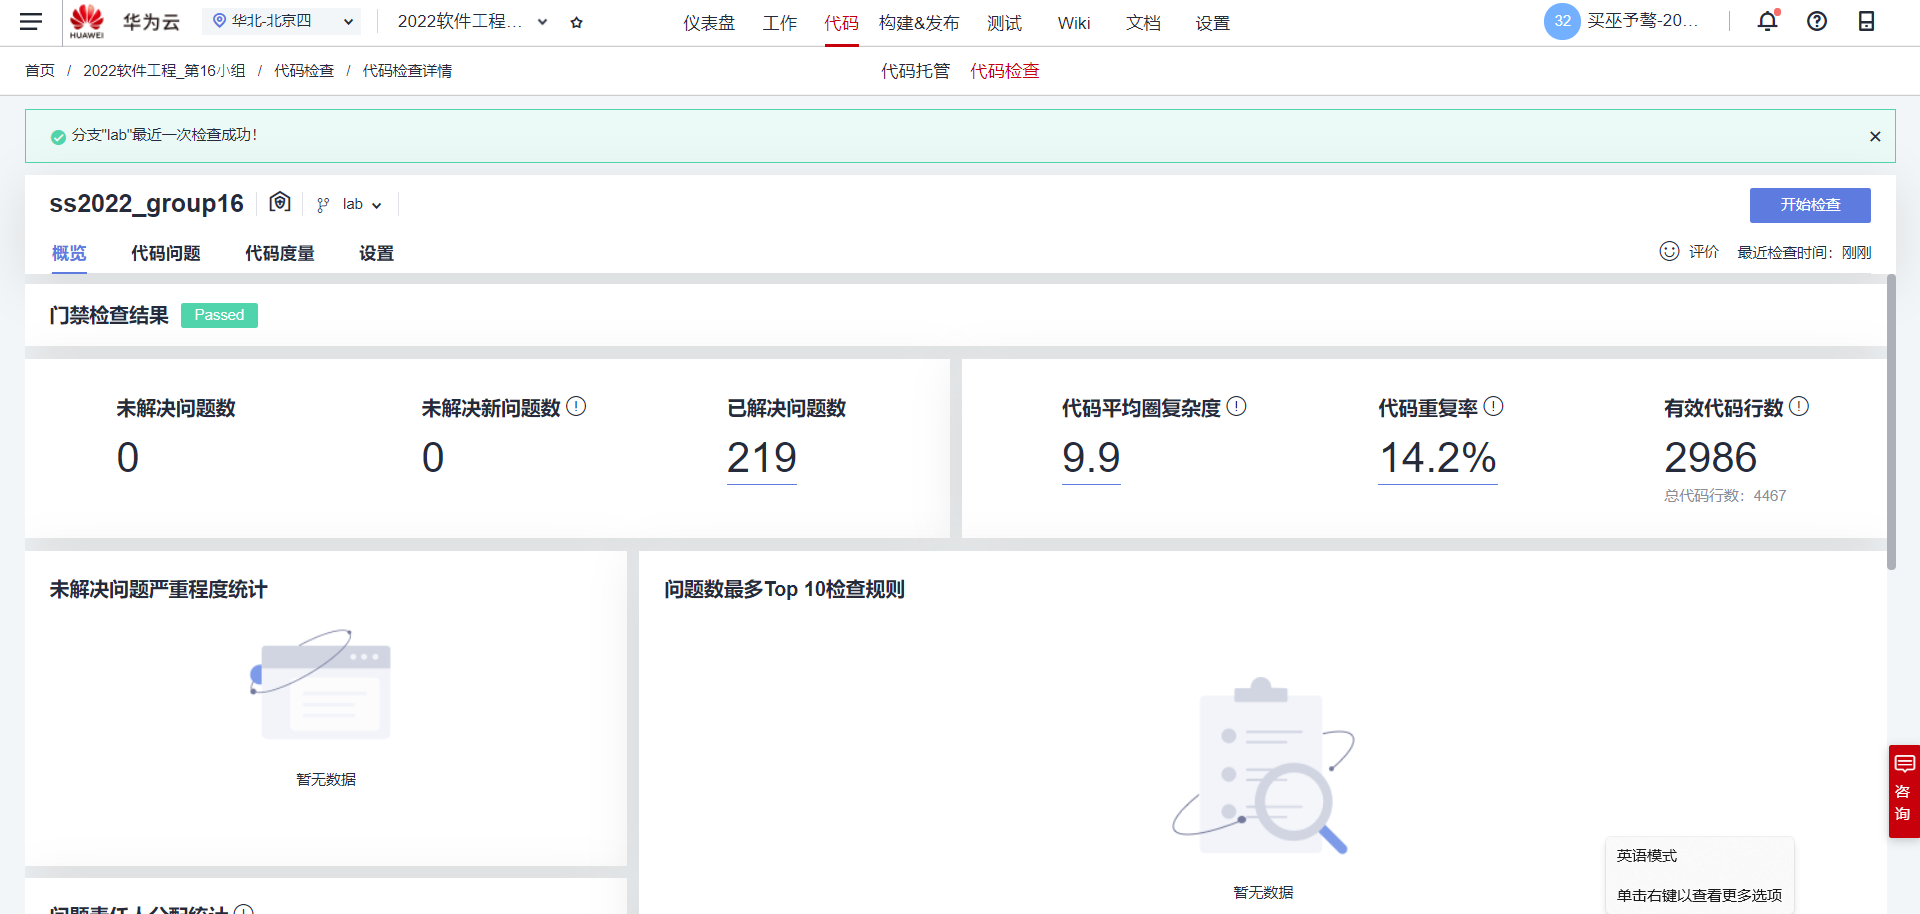 HUAWEI 华为云 华北-北京四 2022软件工程... 仪表盘 工作 代码 构建&发布 测试 Wiki 文档 设置 32 买巫予骜-20...
首页 / 2022软件工程_第16小组 / 代码检查 / 代码检查详情 代码托管 代码检查
分支"lab"最近一次检查成功!
ss2022_group16 lab 开始检查
概览 代码问题 代码度量 设置 评价 最近检查时间：刚刚
门禁检查结果 Passed
未解决问题数 未解决新问题数 已解决问题数 代码平均圈复杂度 代码重复率 有效代码行数
0 0 219 9.9 14.2% 2986
总代码行数：4467
未解决问题严重程度统计 问题数最多Top 10检查规则
暂无数据
咨询
英语模式
暂无数据
单击右键以查看更多选项
问题责任人分配统计